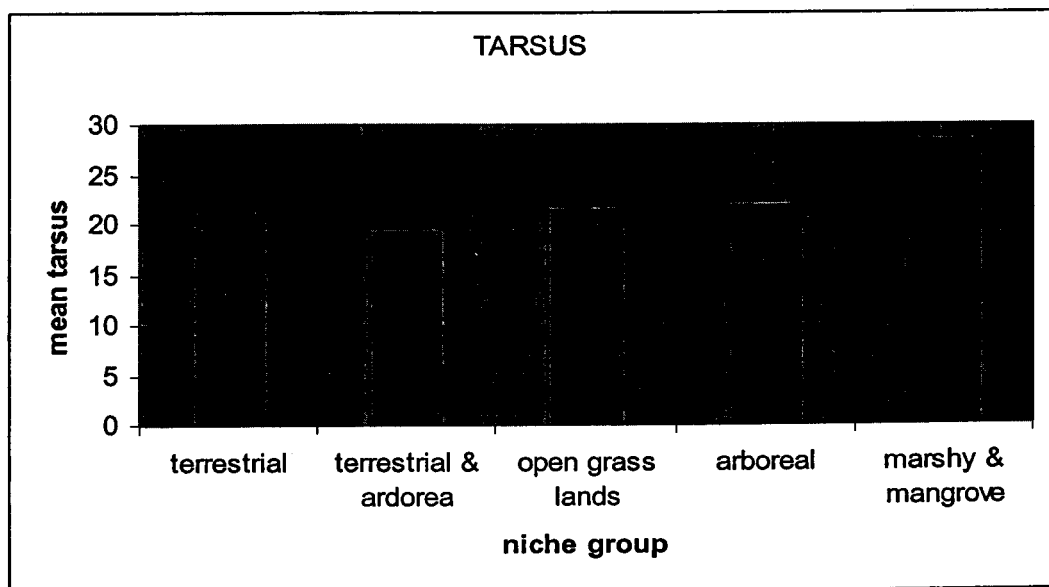 TARSUS
30
25
20
15
10
5
0
mean tarsus
terrestrial
terrestrial &
ardorea
open grass
lands
arboreal
marshy &
mangrove
niche group